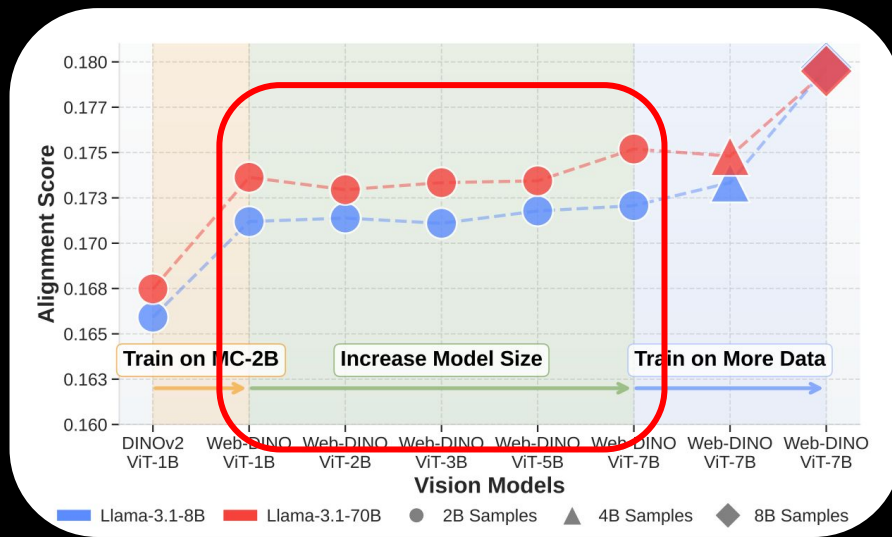 0.180
0.177
0.175
0.173
0.170
0.168
0.165
0.163
0.160
Alignment Score
Train on MC-2B
Increase Model Size
Train on More Data
DINOv2 Web-DINO Web-DINO Web-DINO Web-DINO Web-DINO Web-DINO Web-DINO
ViT-1B ViT-1B ViT-2B ViT-3B ViT-5B ViT-7B ViT-7B ViT-7B
Vision Models
Llama-3.1-8B Llama-3.1-70B 2B Samples 4B Samples 8B Samples